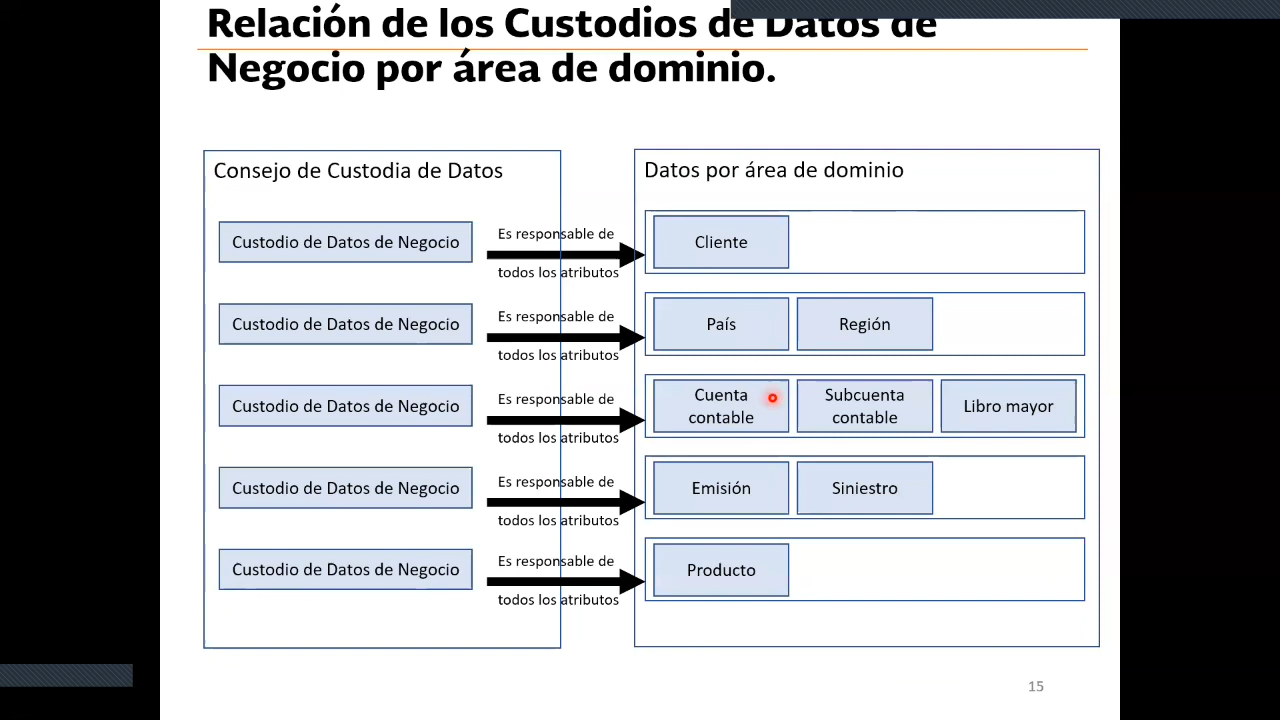 Relación de los Custodios de Datos de
Negocio por área de dominio.
Consejo de Custodia de Datos
Datos por área de dominio
Custodio de Datos de Negocio
Es responsable de
todos los atributos
Cliente
Custodio de Datos de Negocio
Es responsable de
todos los atributos
País
Región
Custodio de Datos de Negocio
Es responsable de
todos los atributos
Cuenta
contable
Subcuenta
contable
Libro mayor
Custodio de Datos de Negocio
Es responsable de
todos los atributos
Emisión
Siniestro
Custodio de Datos de Negocio
Es responsable de
todos los atributos
Producto
15